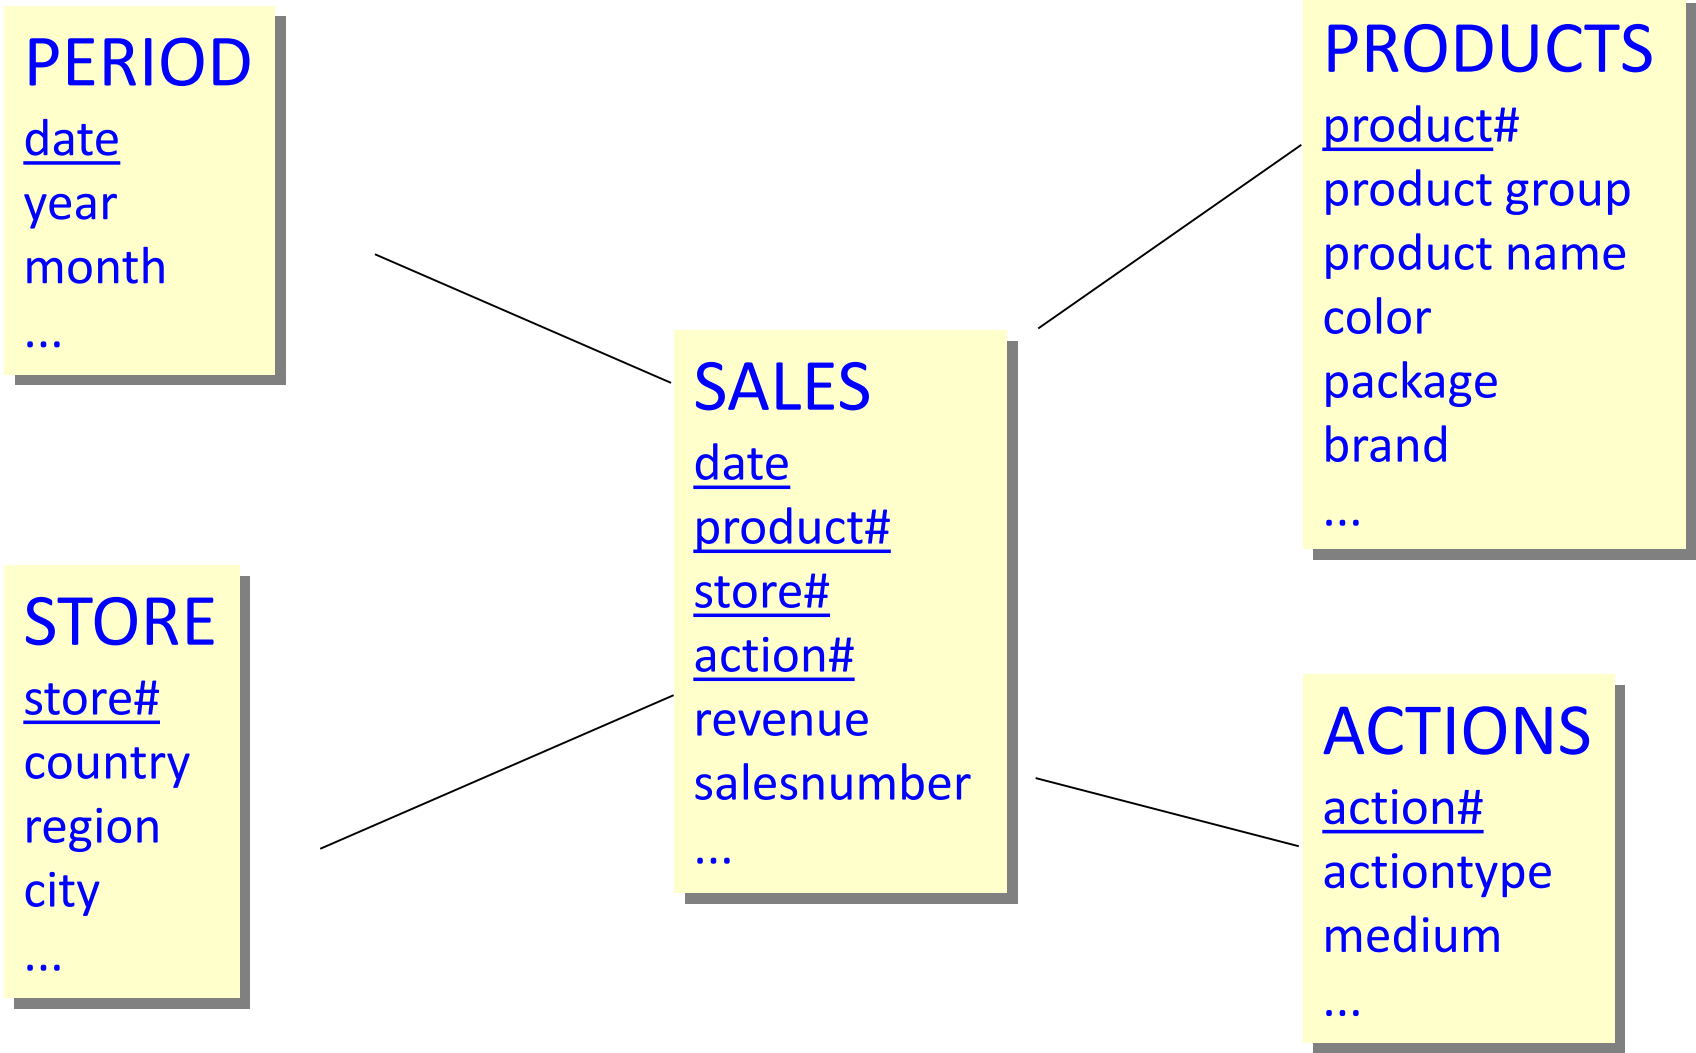 PERIOD
date
year
month
...
PRODUCTS
product#
product group
product name
color
package
brand
...
SALES
date
product#
store#
action#
revenue
salesnumber
...
STORE
store#
country
region
city
...
ACTIONS
action#
actiontype
medium
...